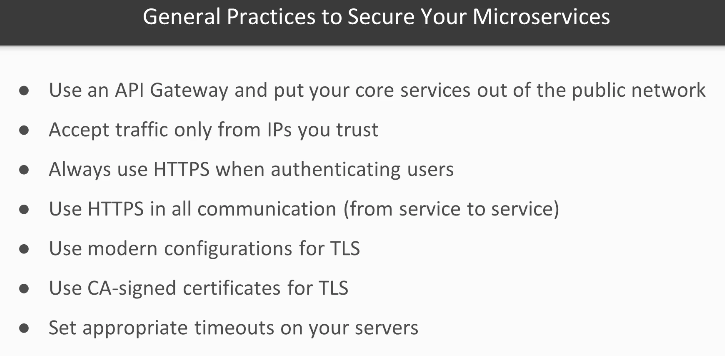 General Practices to Secure Your Microservices
● Use an API Gateway and put your core services out of the public network
● Accept traffic only from IPs you trust
● Always use HTTPS when authenticating users
● Use HTTPS in all communication (from service to service)
● Use modern configurations for TLS
● Use CA-signed certificates for TLS
● Set appropriate timeouts on your servers